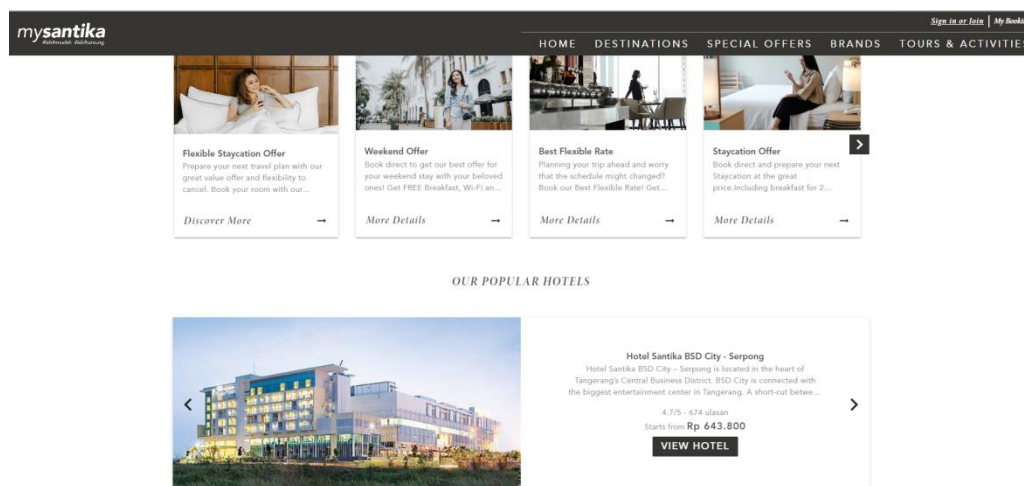 mysantika
Sign in or Join | My Booki
HOME DESTINATIONS SPECIAL OFFERS BRANDS TOURS & ACTIVITIES
Flexible Staycation Offer
Prepare your next travel plan with our
great value offer and flexibility to
cancel. Book your room with our...
Discover More
Weekend Offer
Book direct to get our best offer for
your weekend stay with your beloved
ones! Get FREE Breakfast, Wi-Fi an...
More Details
Best Flexible Rate
Planning your trip ahead and worry
that the schedule might changed?
Book our Best Flexible Rate! Get...
More Details
Staycation Offer
Book direct and prepare your next
Staycation at the great
price.Including breakfast for 2...
More Details
OUR POPULAR HOTELS
Hotel Santika BSD City - Serpong
Hotel Santika BSD City – Serpong is located in the heart of
Tangerang's Central Business District. BSD City is connected with
the biggest entertainment center in Tangerang. A short-cut betwe...
4.7/5 - 674 ulasan
Starts from Rp 643.800
VIEW HOTEL